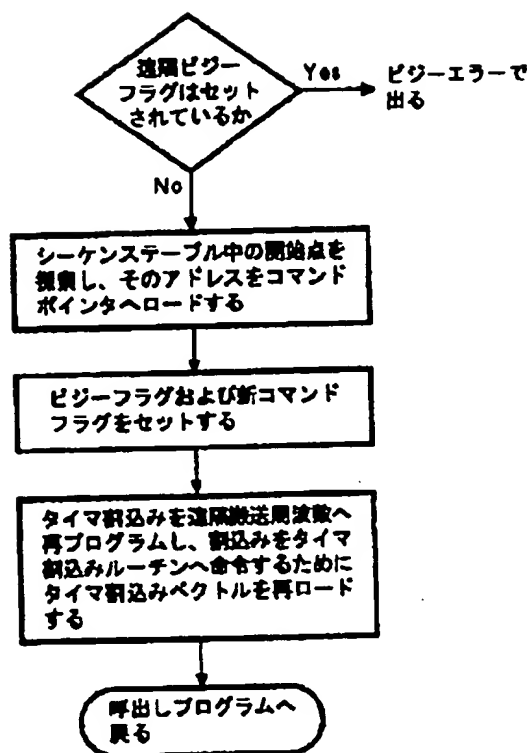 遠隔ビジー
フラグはセット
されているか
Yes
ビジーエラーで
出る
No
シーケンステーブル中の開始点を
捜索し、そのアドレスをコマンド
ポインタへロードする
ビジーフラグおよび新コマンド
フラグをセットする
タイマ割込みを遠隔搬送周波数へ
再プログラムし、割込みをタイマ
割込みルーチンへ命令するために
タイマ割込みベクトルを再ロード
する
呼出しプログラムへ
戻る